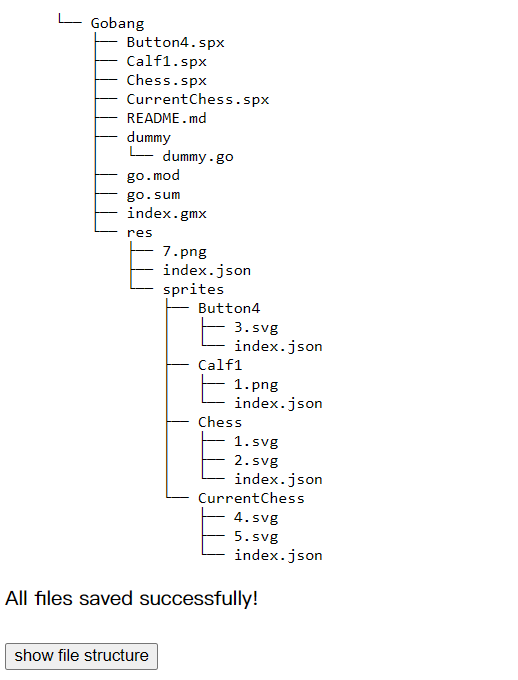 └── Gobang
├── Button4.spx
├── Calf1.spx
├── Chess.spx
├── CurrentChess.spx
├── README.md
├── dummy
│   └── dummy.go
├── go.mod
├── go.sum
├── index.gmx
└── res
    ├── 7.png
    ├── index.json
    └── sprites
        ├── Button4
        │   ├── 3.svg
        │   └── index.json
        ├── Calf1
        │   ├── 1.png
        │   └── index.json
        ├── Chess
        │   ├── 1.svg
        │   ├── 2.svg
        │   └── index.json
        └── CurrentChess
            ├── 4.svg
            ├── 5.svg
            └── index.json
All files saved successfully!
show file structure